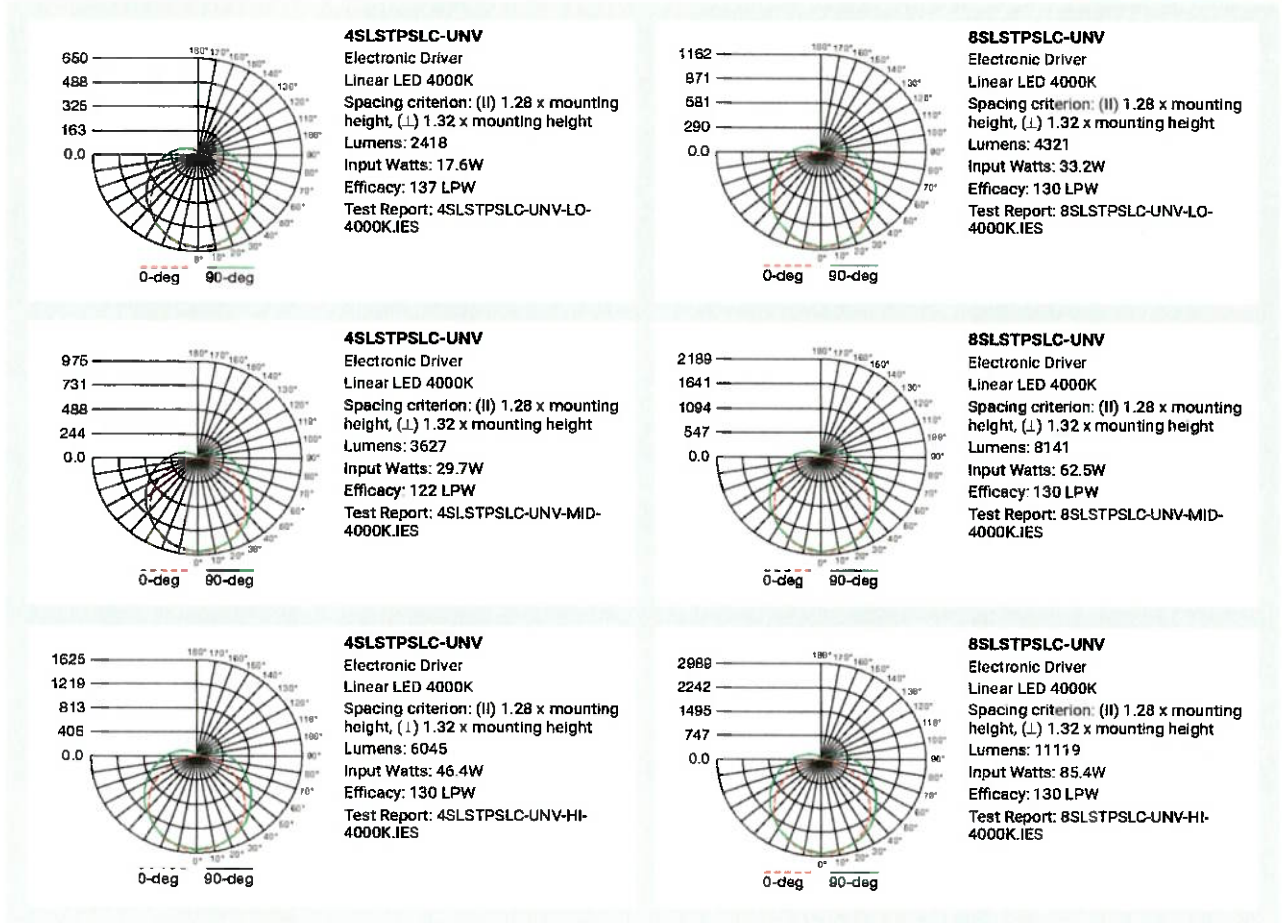 4SLSTPSLC-UNV
Electronic Driver
Linear LED 4000K
Spacing criterion: (II) 1.28 x mounting
height, (⊥) 1.32 x mounting height
Lumens: 2418
Input Watts: 17.6W
Efficacy: 137 LPW
Test Report: 4SLSTPSLC-UNV-LO-
4000K.IES
650
488
325
163
0.0
0-deg 90-deg
8SLSTPSLC-UNV
Electronic Driver
Linear LED 4000K
Spacing criterion: (II) 1.28 x mounting
height, (⊥) 1.32 x mounting height
Lumens: 4321
Input Watts: 33.2W
Efficacy: 130 LPW
Test Report: 8SLSTPSLC-UNV-LO-
4000K.IES
1162
871
581
290
0.0
0-deg 90-deg
4SLSTPSLC-UNV
Electronic Driver
Linear LED 4000K
Spacing criterion: (II) 1.28 x mounting
height, (⊥) 1.32 x mounting height
Lumens: 3627
Input Watts: 29.7W
Efficacy: 122 LPW
Test Report: 4SLSTPSLC-UNV-MID-
4000K.IES
975
731
488
244
0.0
0-deg 90-deg
8SLSTPSLC-UNV
Electronic Driver
Linear LED 4000K
Spacing criterion: (II) 1.28 x mounting
height, (⊥) 1.32 x mounting height
Lumens: 8141
Input Watts: 62.5W
Efficacy: 130 LPW
Test Report: 8SLSTPSLC-UNV-MID-
4000K.IES
2189
1641
1094
547
0.0
0-deg 90-deg
4SLSTPSLC-UNV
Electronic Driver
Linear LED 4000K
Spacing criterion: (II) 1.28 x mounting
height, (⊥) 1.32 x mounting height
Lumens: 6045
Input Watts: 46.4W
Efficacy: 130 LPW
Test Report: 4SLSTPSLC-UNV-HI-
4000K.IES
1625
1219
813
406
0.0
0-deg 90-deg
8SLSTPSLC-UNV
Electronic Driver
Linear LED 4000K
Spacing criterion: (II) 1.28 x mounting
height, (⊥) 1.32 x mounting height
Lumens: 11119
Input Watts: 85.4W
Efficacy: 130 LPW
Test Report: 8SLSTPSLC-UNV-HI-
4000K.IES
2989
2242
1495
747
0.0
0-deg 90-deg